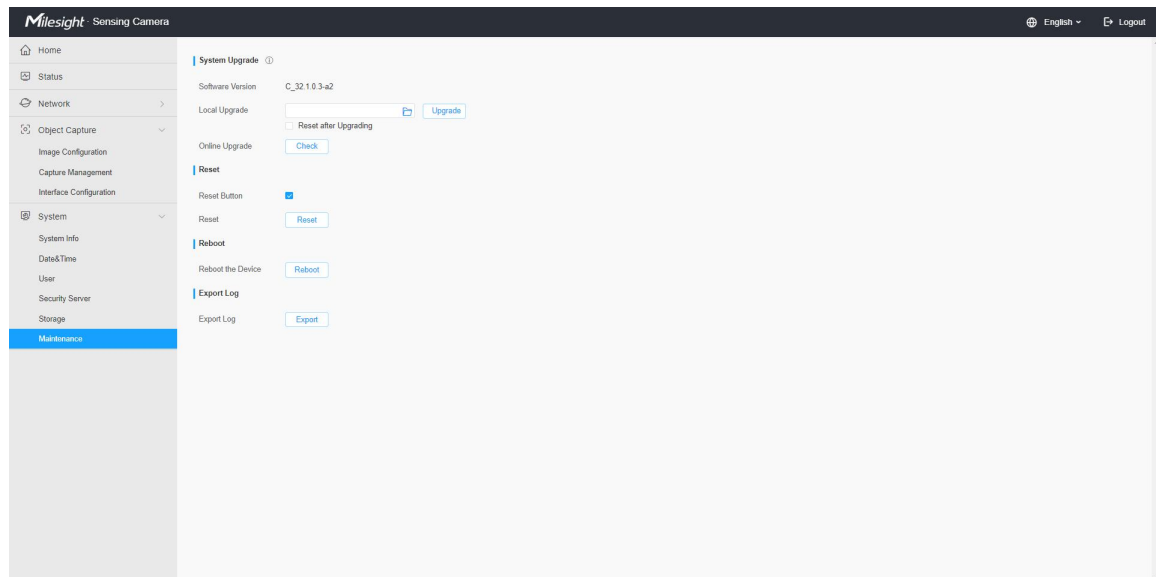 Milesight · Sensing Camera
English
Logout
Home
Status
Network
Object Capture
Image Configuration
Capture Management
Interface Configuration
System
System Info
Date&Time
User
Security Server
Storage
Maintenance
System Upgrade
Software Version C_32.1.0.3-a2
Local Upgrade Upgrade
Reset after Upgrading
Online Upgrade Check
Reset
Reset Button
Reset Reset
Reboot
Reboot the Device Reboot
Export Log
Export Log Export